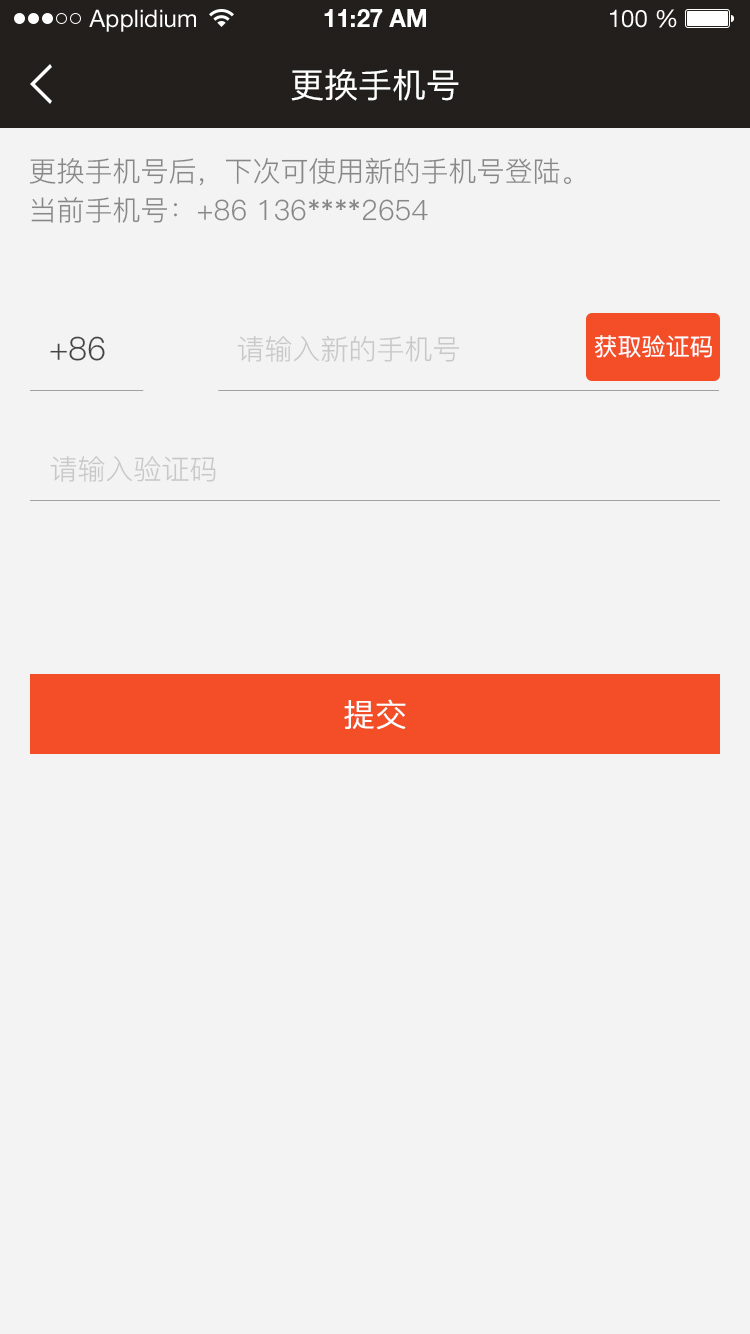 Applidium 11:27 AM 100 %
更换手机号
更换手机号后，下次可使用新的手机号登陆。
当前手机号：+86 136****2654
+86 请输入新的手机号 获取验证码
请输入验证码
提交